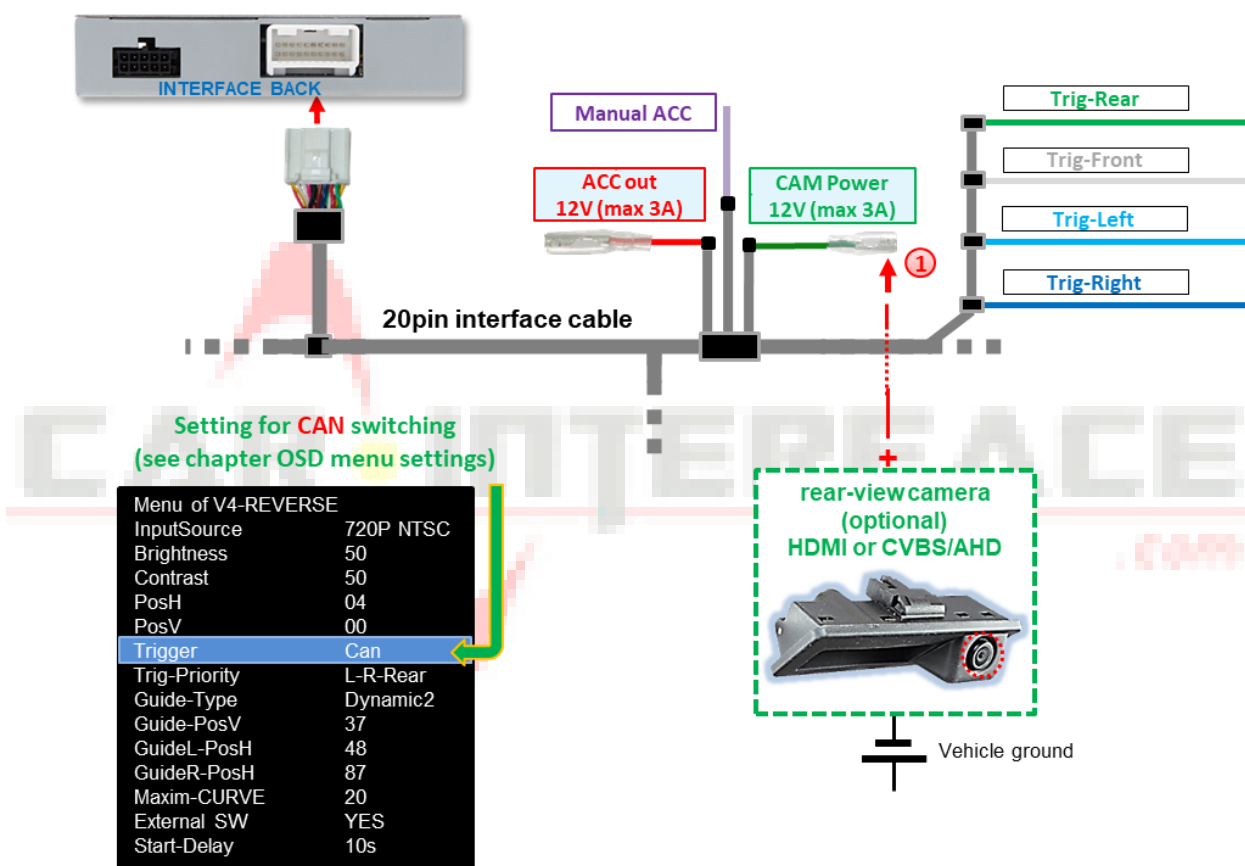 INTERFACE BACK
Manual ACC
ACC out
12V (max 3A)
CAM Power
12V (max 3A)
Trig-Rear
Trig-Front
Trig-Left
Trig-Right
1
20pin interface cable
CAR INTERFACE
.com
Setting for CAN switching
(see chapter OSD menu settings)
Menu of V4-REVERSE
InputSource 720P NTSC
Brightness 50
Contrast 50
PosH 04
PosV 00
Trigger Can
Trig-Priority L-R-Rear
Guide-Type Dynamic2
Guide-PosV 37
GuideL-PosH 48
GuideR-PosH 87
Maxim-CURVE 20
External SW YES
Start-Delay 10s
+
rear-view camera
(optional)
HDMI or CVBS/AHD
Vehicle ground